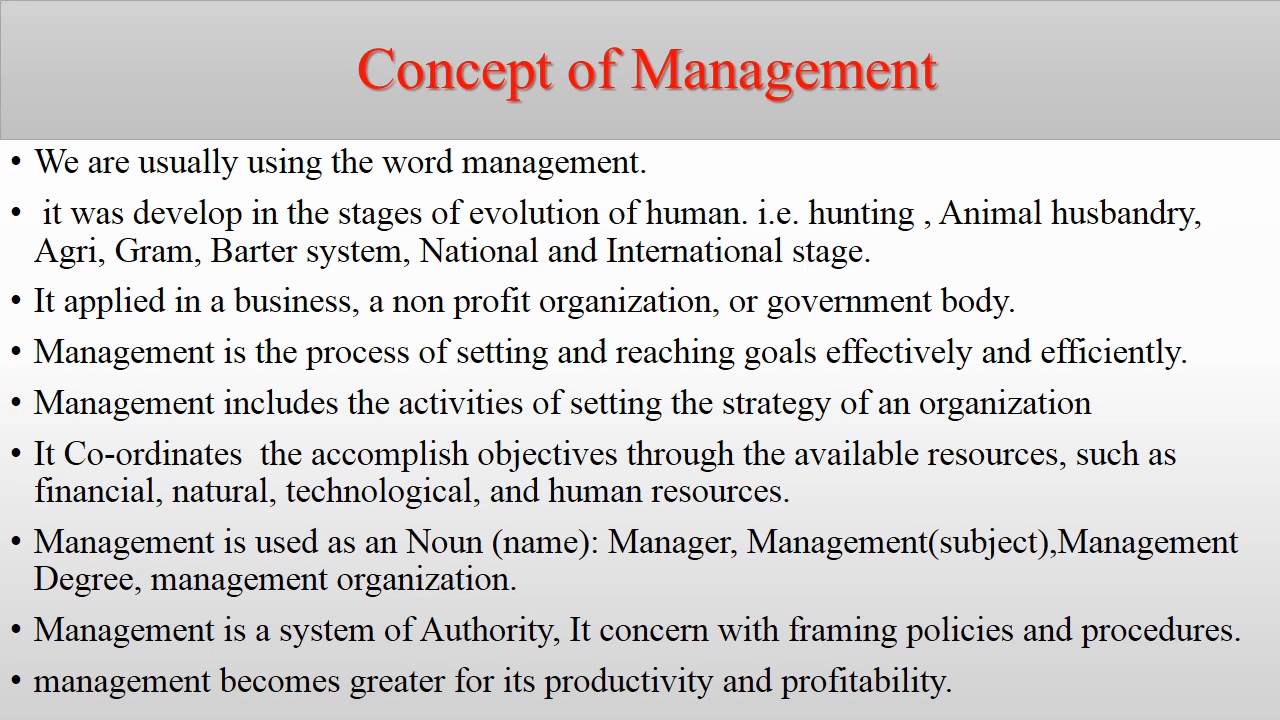 Concept of Management
• We are usually using the word management.
• it was develop in the stages of evolution of human. i.e. hunting , Animal husbandry,
Agri, Gram, Barter system, National and International stage.
• It applied in a business, a non profit organization, or government body.
• Management is the process of setting and reaching goals effectively and efficiently.
• Management includes the activities of setting the strategy of an organization
• It Co-ordinates  the accomplish objectives through the available resources, such as
financial, natural, technological, and human resources.
• Management is used as an Noun (name): Manager, Management(subject),Management
Degree, management organization.
• Management is a system of Authority, It concern with framing policies and procedures.
• management becomes greater for its productivity and profitability.